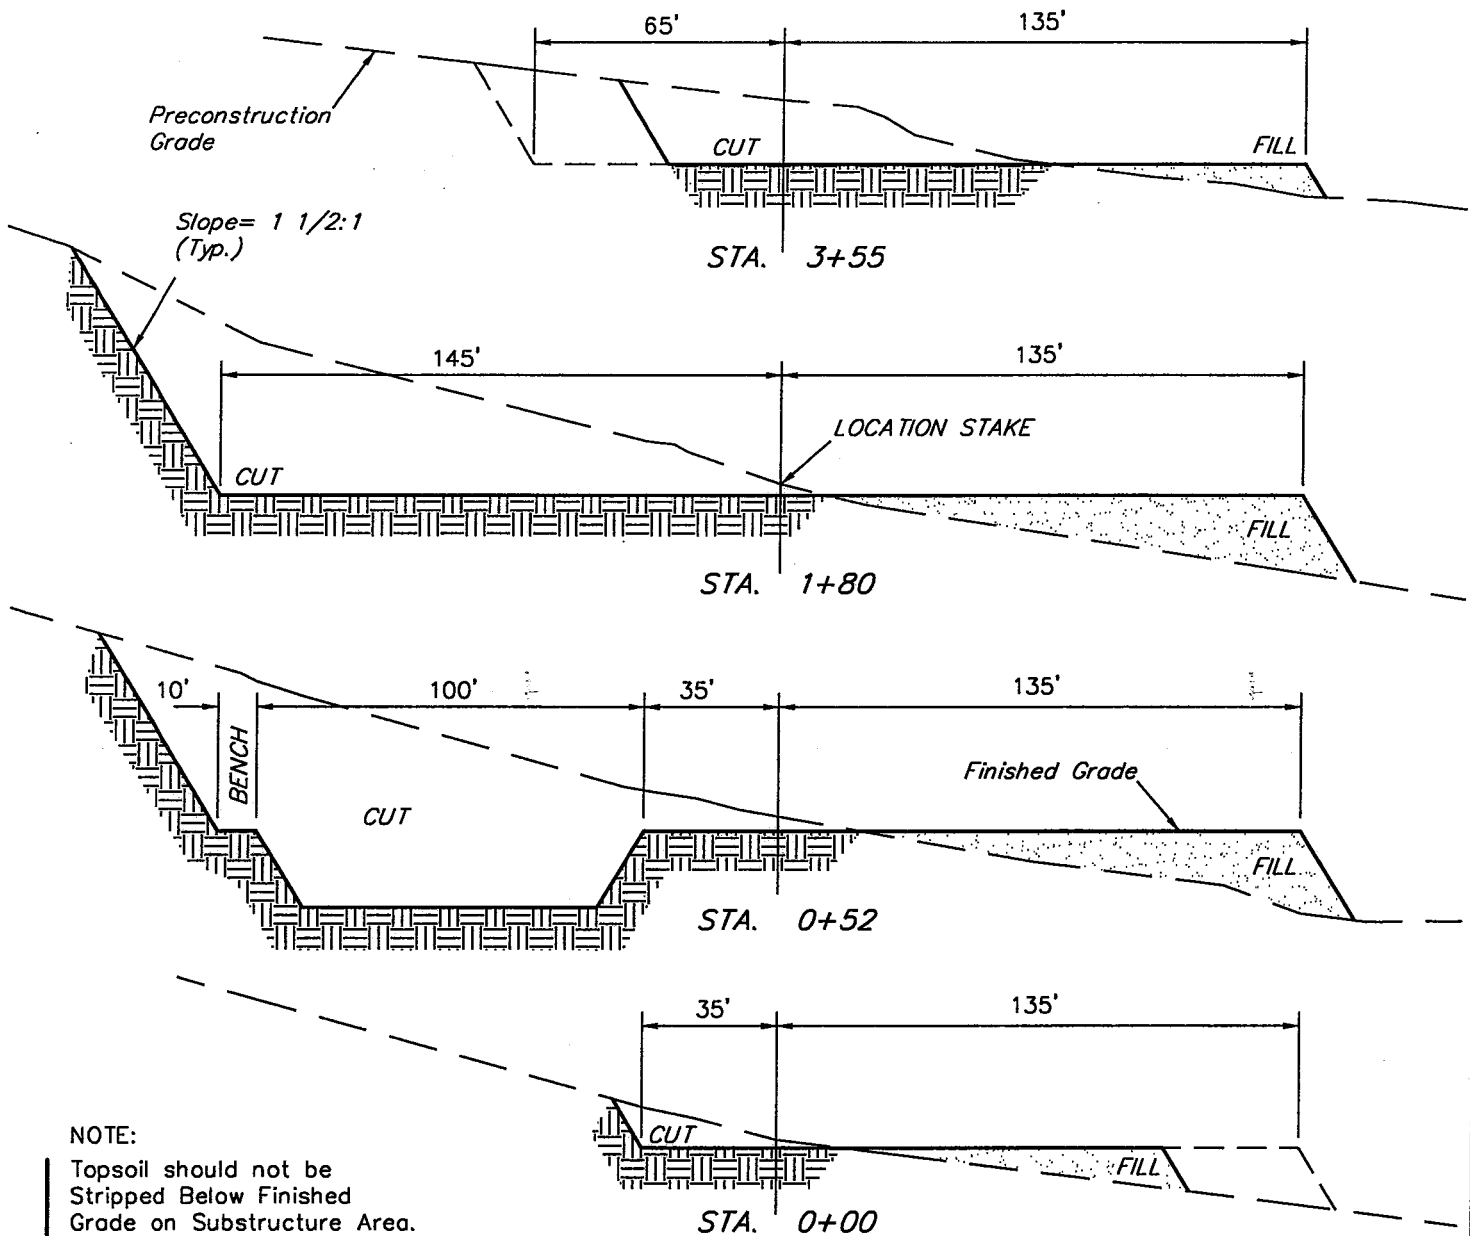 65'
135'
Preconstruction
Grade
CUT
FILL
STA. 3+55
Slope= 1 1/2:1
(Typ.)
145'
135'
LOCATION STAKE
CUT
FILL
STA. 1+80
10'
100'
35'
135'
BENCH
CUT
Finished Grade
FILL
STA. 0+52
35'
135'
CUT
FILL
STA. 0+00
NOTE:
Topsoil should not be
Stripped Below Finished
Grade on Substructure Area.